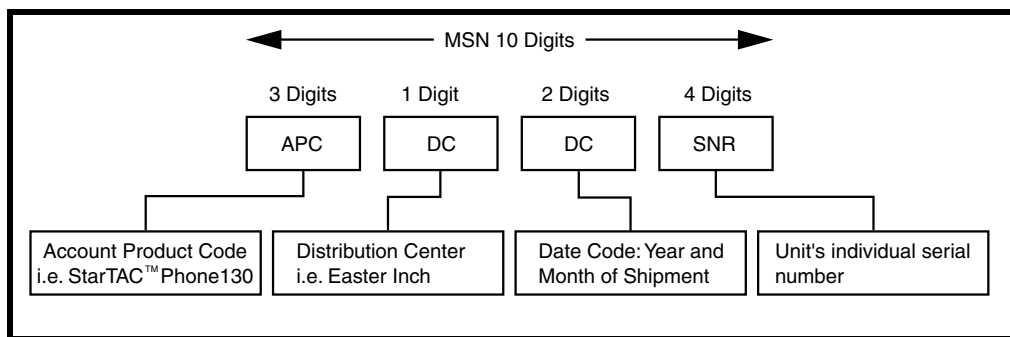 MSN 10 Digits
3 Digits
1 Digit
2 Digits
4 Digits
APC
DC
DC
SNR
Account Product Code
i.e. StarTAC™ Phone130
Distribution Center
i.e. Easter Inch
Date Code: Year and
Month of Shipment
Unit's individual serial
number